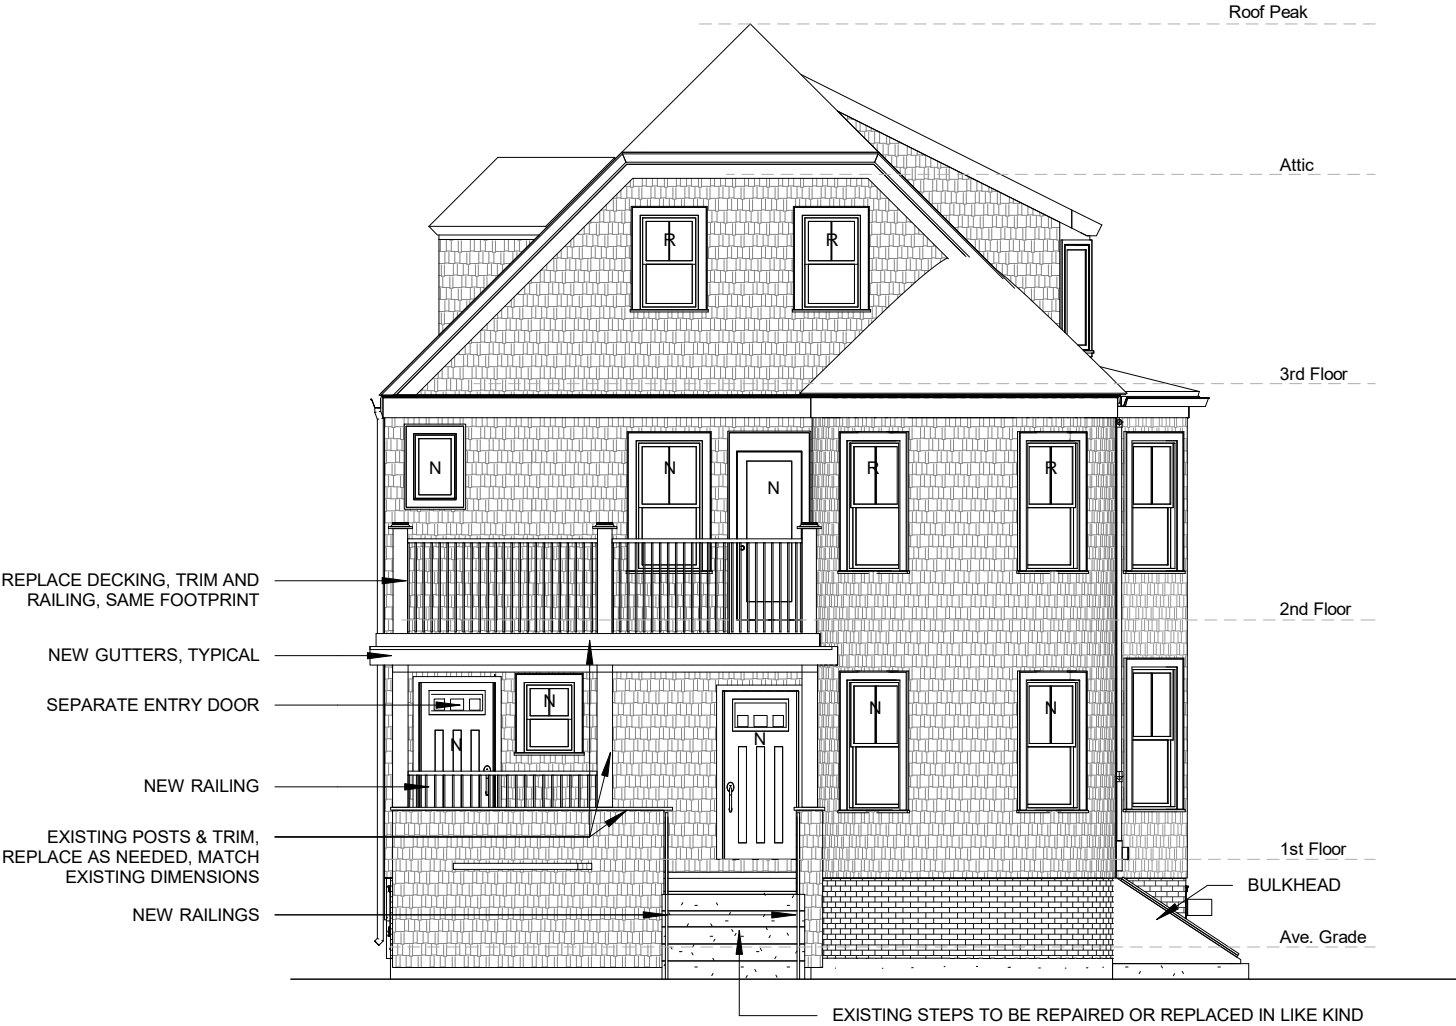 Roof Peak
Attic
R
R
3rd Floor
N
N
N
R
R
REPLACE DECKING, TRIM AND
RAILING, SAME FOOTPRINT
2nd Floor
NEW GUTTERS, TYPICAL
SEPARATE ENTRY DOOR
N
N
N
N
N
NEW RAILING
EXISTING POSTS & TRIM,
REPLACE AS NEEDED, MATCH
EXISTING DIMENSIONS
1st Floor
BULKHEAD
NEW RAILINGS
Ave. Grade
EXISTING STEPS TO BE REPAIRED OR REPLACED IN LIKE KIND